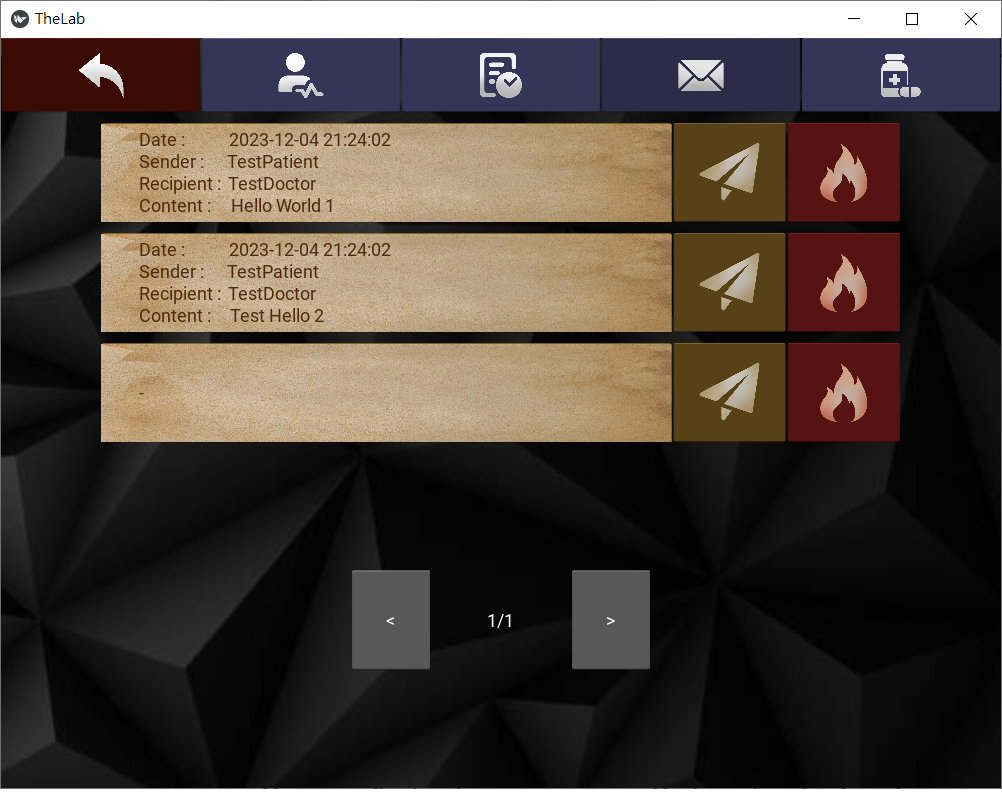 TheLab
Date : 2023-12-04 21:24:02
Sender : TestPatient
Recipient : TestDoctor
Content : Hello World 1
Date : 2023-12-04 21:24:02
Sender : TestPatient
Recipient : TestDoctor
Content : Test Hello 2
-
< 1/1 >